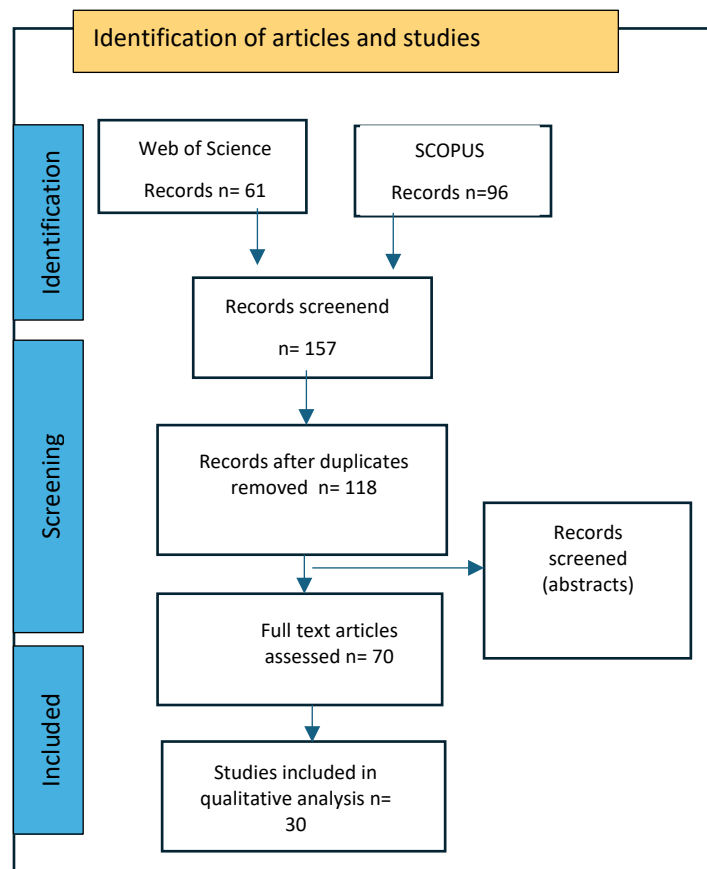 Identification of articles and studies
Identification
Web of Science
Records n= 61
SCOPUS
Records n=96
Records screenend
n= 157
Screening
Records after duplicates
removed  n= 118
Records
screened
(abstracts)
Full text articles
assessed n= 70
Included
Studies included in
qualitative analysis n=
30